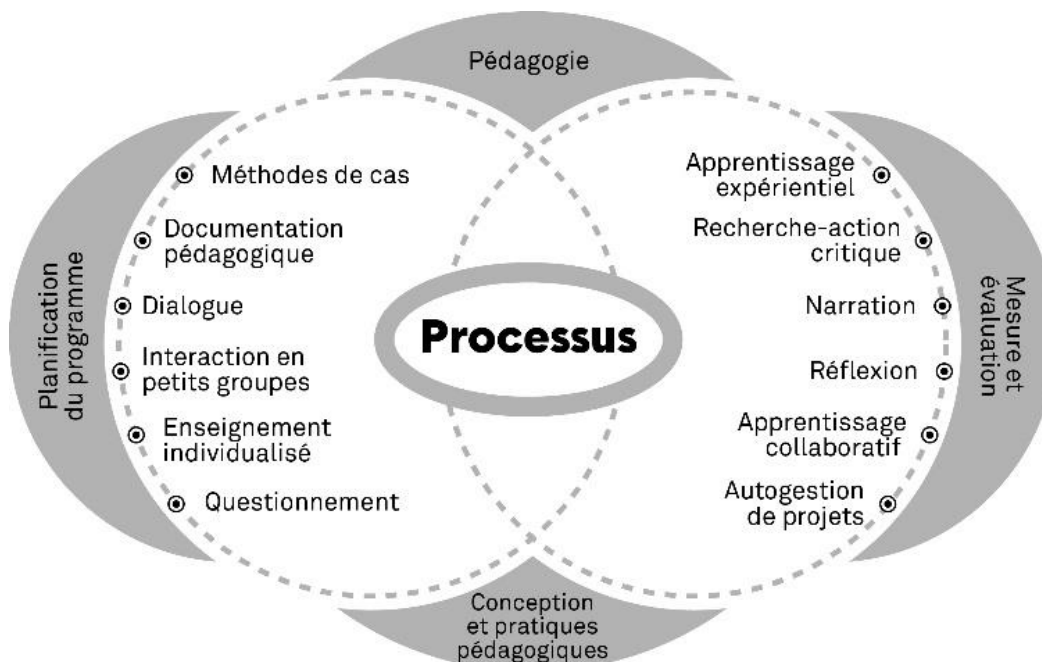 Pédagogie
Planification
du programme
Méthodes de cas
Documentation
pédagogique
Dialogue
Interaction en
petits groupes
Enseignement
individualisé
Questionnement
Processus
Apprentissage
expérientiel
Recherche-action
critique
Narration
Réflexion
Apprentissage
collaboratif
Autogestion
de projets
Mesure et
évaluation
Conception
et pratiques
pédagogiques